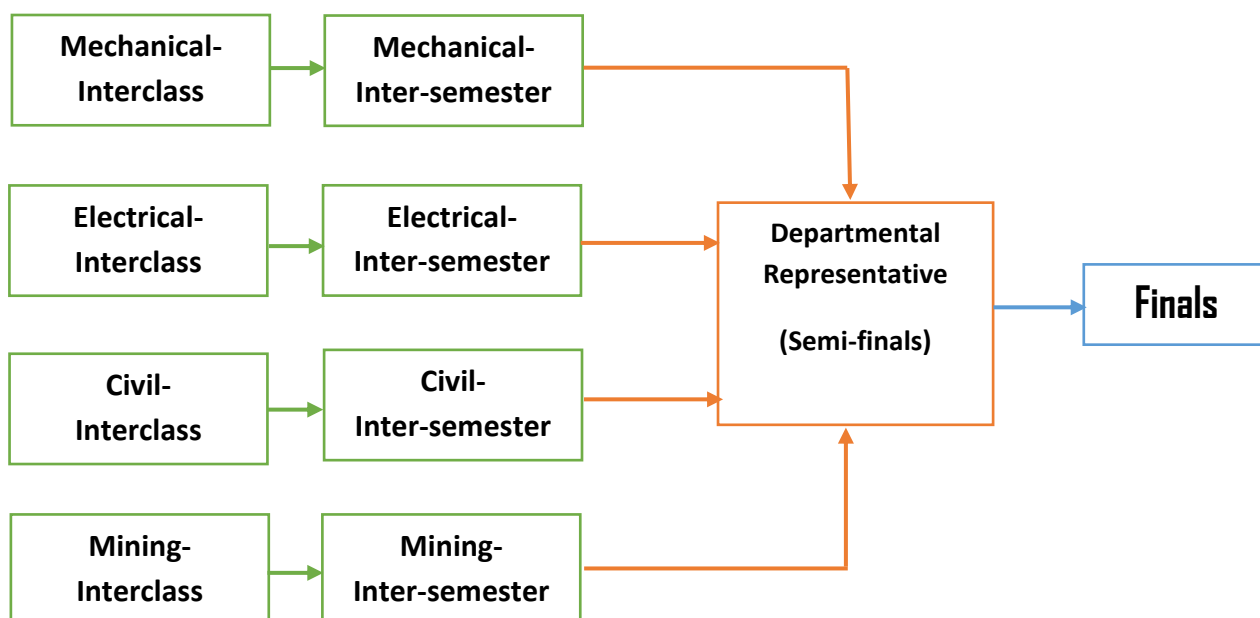 Mechanical-
Interclass
Mechanical-
Inter-semester
Electrical-
Interclass
Electrical-
Inter-semester
Civil-
Interclass
Civil-
Inter-semester
Mining-
Interclass
Mining-
Inter-semester
Departmental
Representative
(Semi-finals)
Finals